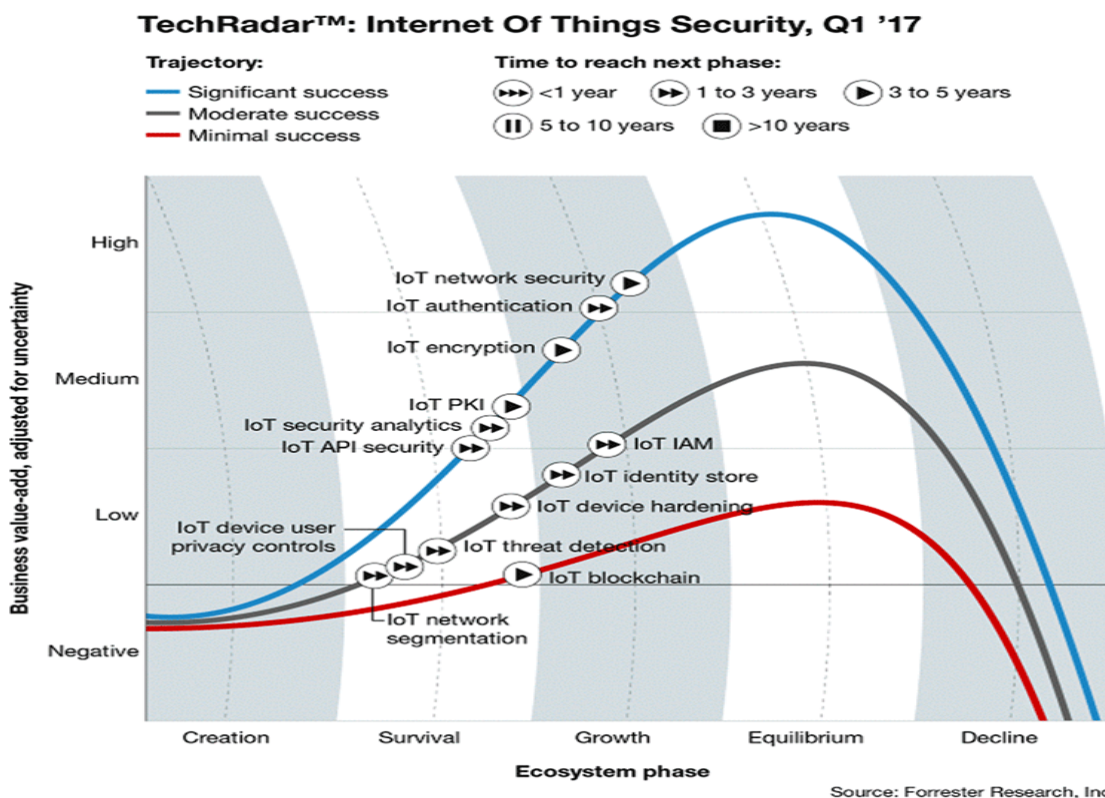 TechRadar™: Internet Of Things Security, Q1 ’17
Trajectory:
Significant success
Moderate success
Minimal success
Time to reach next phase:
<1 year
1 to 3 years
3 to 5 years
5 to 10 years
>10 years
Business value-add, adjusted for uncertainty
High
Medium
Low
Negative
IoT network security
IoT authentication
IoT encryption
IoT PKI
IoT security analytics
IoT API security
IoT IAM
IoT identity store
IoT device hardening
IoT device user
privacy controls
IoT threat detection
IoT blockchain
IoT network
segmentation
Creation
Survival
Growth
Equilibrium
Decline
Ecosystem phase
Source: Forrester Research, Inc